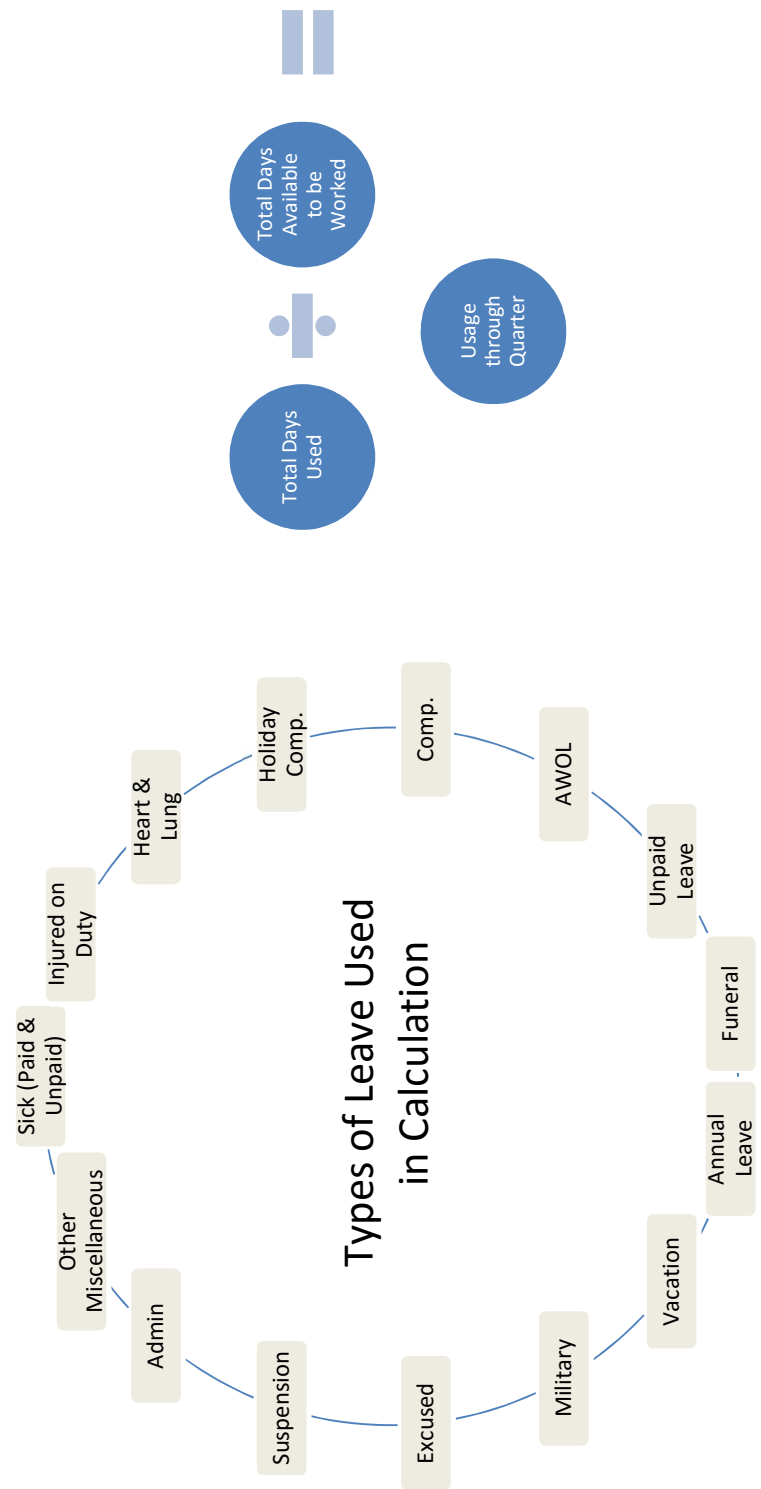 Types of Leave Used
in Calculation
Sick (Paid &
Unpaid)
Injured on
Duty
Heart &
Lung
Holiday
Comp.
Comp.
AWOL
Unpaid
Leave
Funeral
Annual
Leave
Vacation
Military
Excused
Suspension
Admin
Other
Miscellaneous
Total Days
Used
÷
Total Days
Available
to be
Worked
=
Usage
through
Quarter